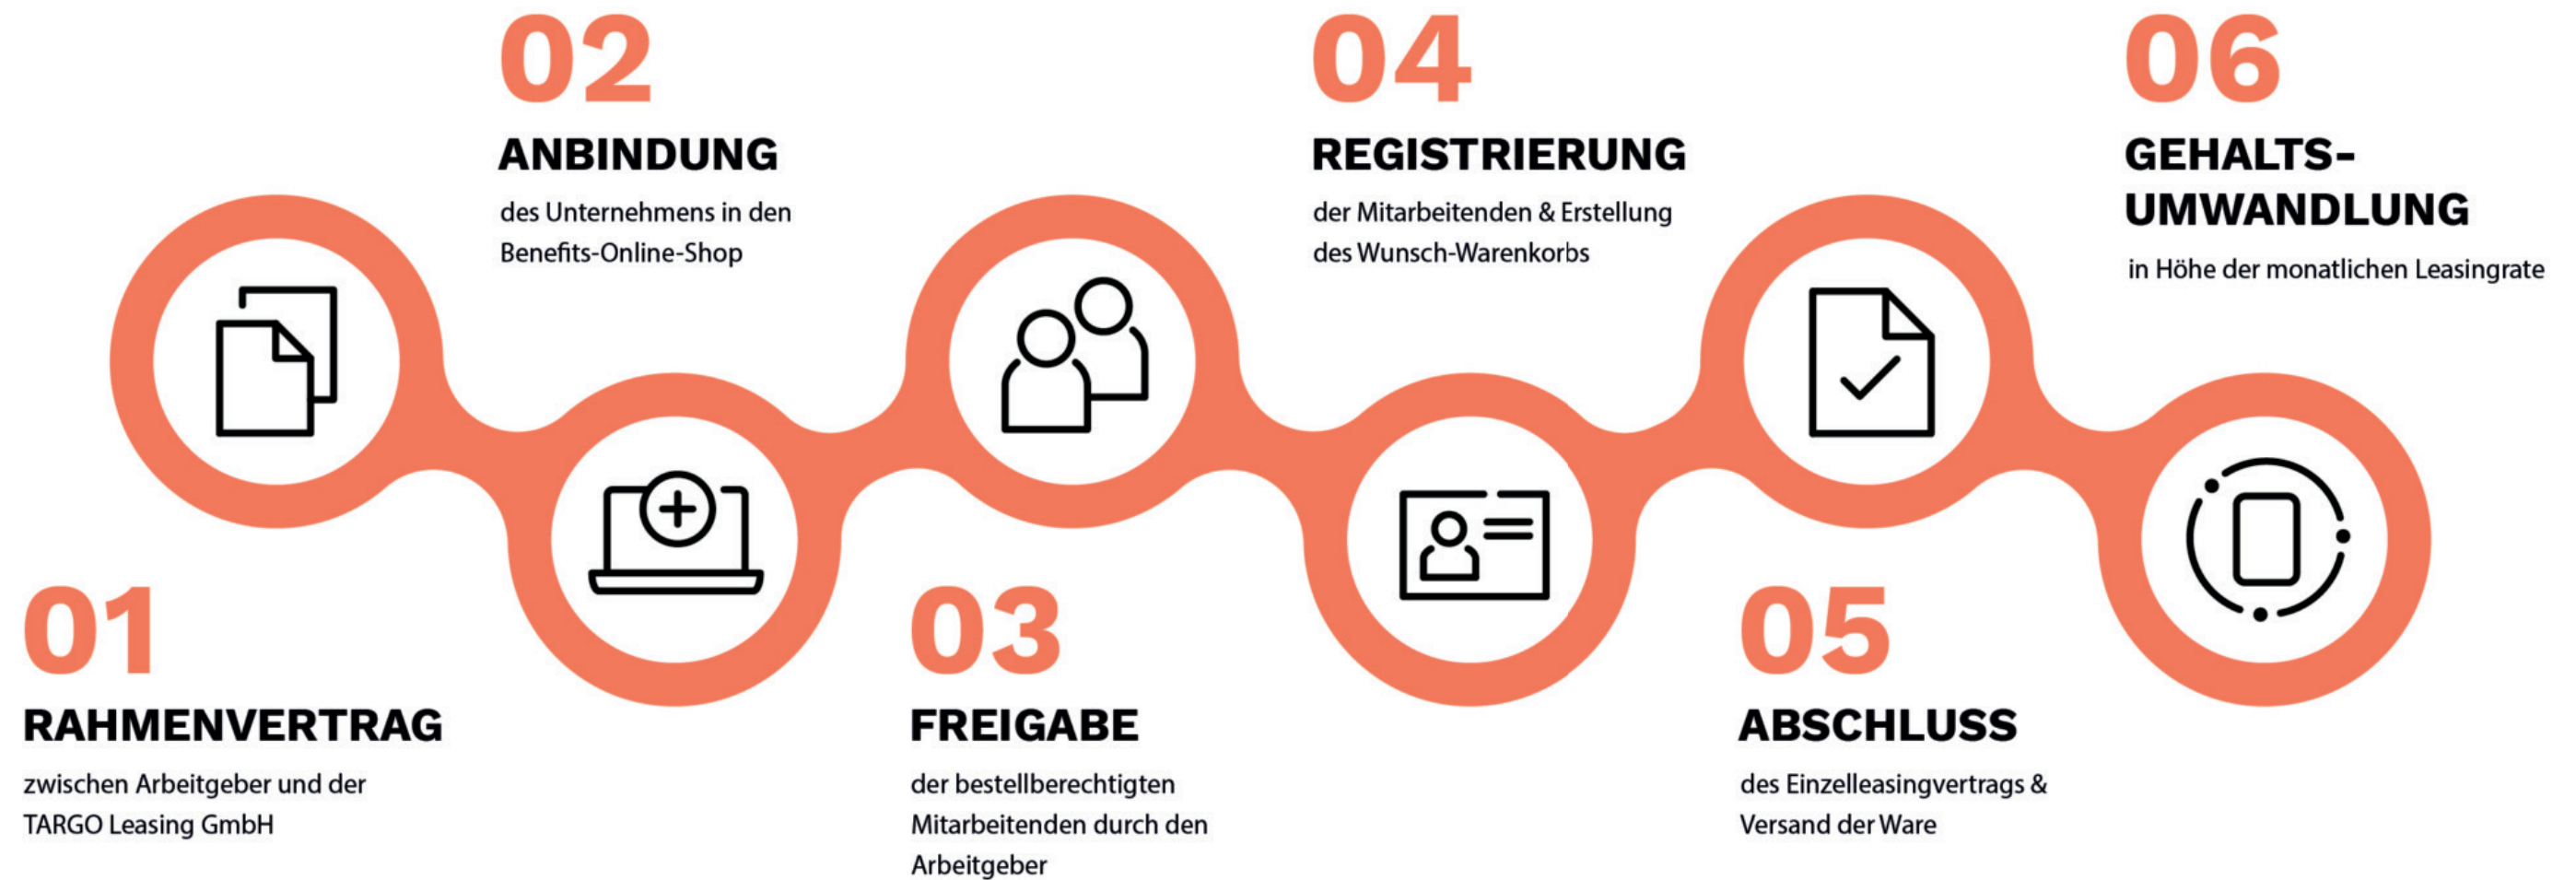 01
RAHMENVERTRAG
zwischen Arbeitgeber und der
TARGO Leasing GmbH
02
ANBINDUNG
des Unternehmens in den
Benefits-Online-Shop
03
FREIGABE
der bestellberechtigten
Mitarbeitenden durch den
Arbeitgeber
04
REGISTRIERUNG
der Mitarbeitenden & Erstellung
des Wunsch-Warenkorbs
05
ABSCHLUSS
des Einzelleasingvertrags &
Versand der Ware
06
GEHALTS-
UMWANDLUNG
in Höhe der monatlichen Leasingrate